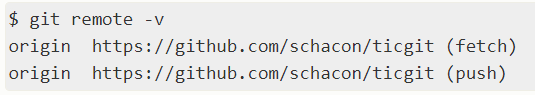 $ git remote -v
origin  https://github.com/schacon/ticgit (fetch)
origin  https://github.com/schacon/ticgit (push)